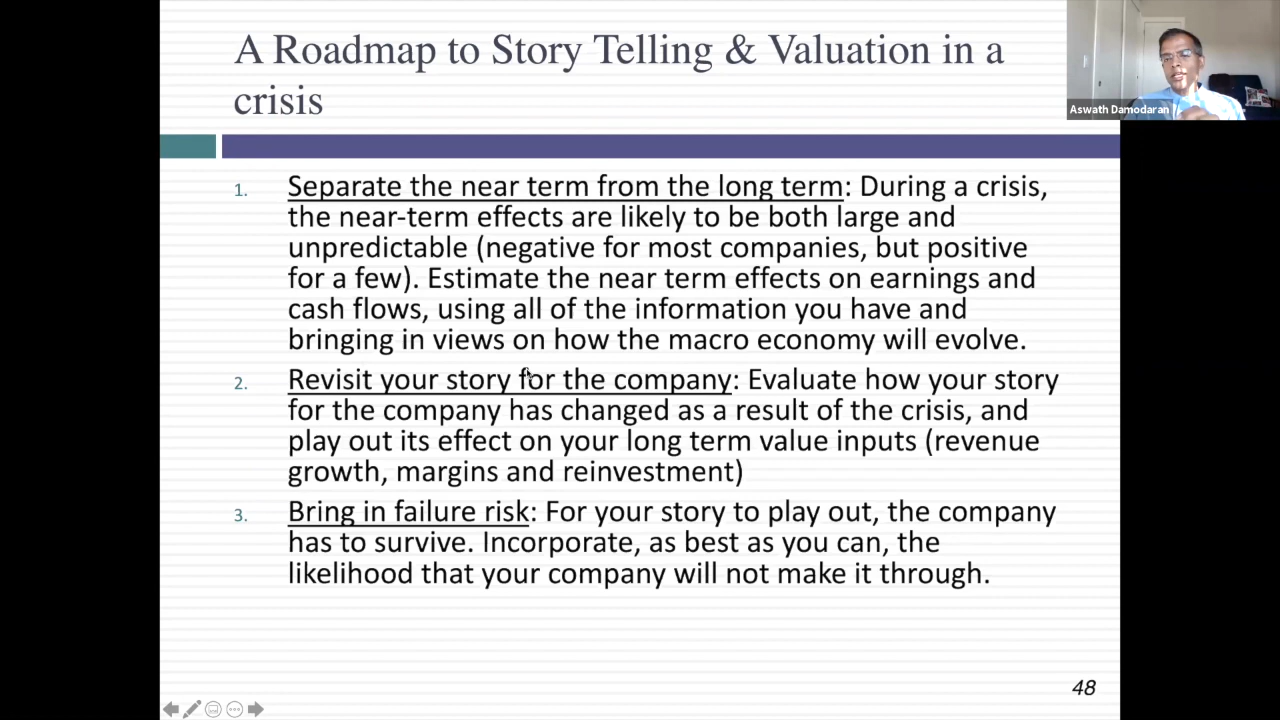 A Roadmap to Story Telling & Valuation in a
crisis
Aswath Damodaran
1. Separate the near term from the long term: During a crisis,
the near-term effects are likely to be both large and
unpredictable (negative for most companies, but positive
for a few). Estimate the near term effects on earnings and
cash flows, using all of the information you have and
bringing in views on how the macro economy will evolve.
2. Revisit your story for the company: Evaluate how your story
for the company has changed as a result of the crisis, and
play out its effect on your long term value inputs (revenue
growth, margins and reinvestment)
3. Bring in failure risk: For your story to play out, the company
has to survive. Incorporate, as best as you can, the
likelihood that your company will not make it through.
48